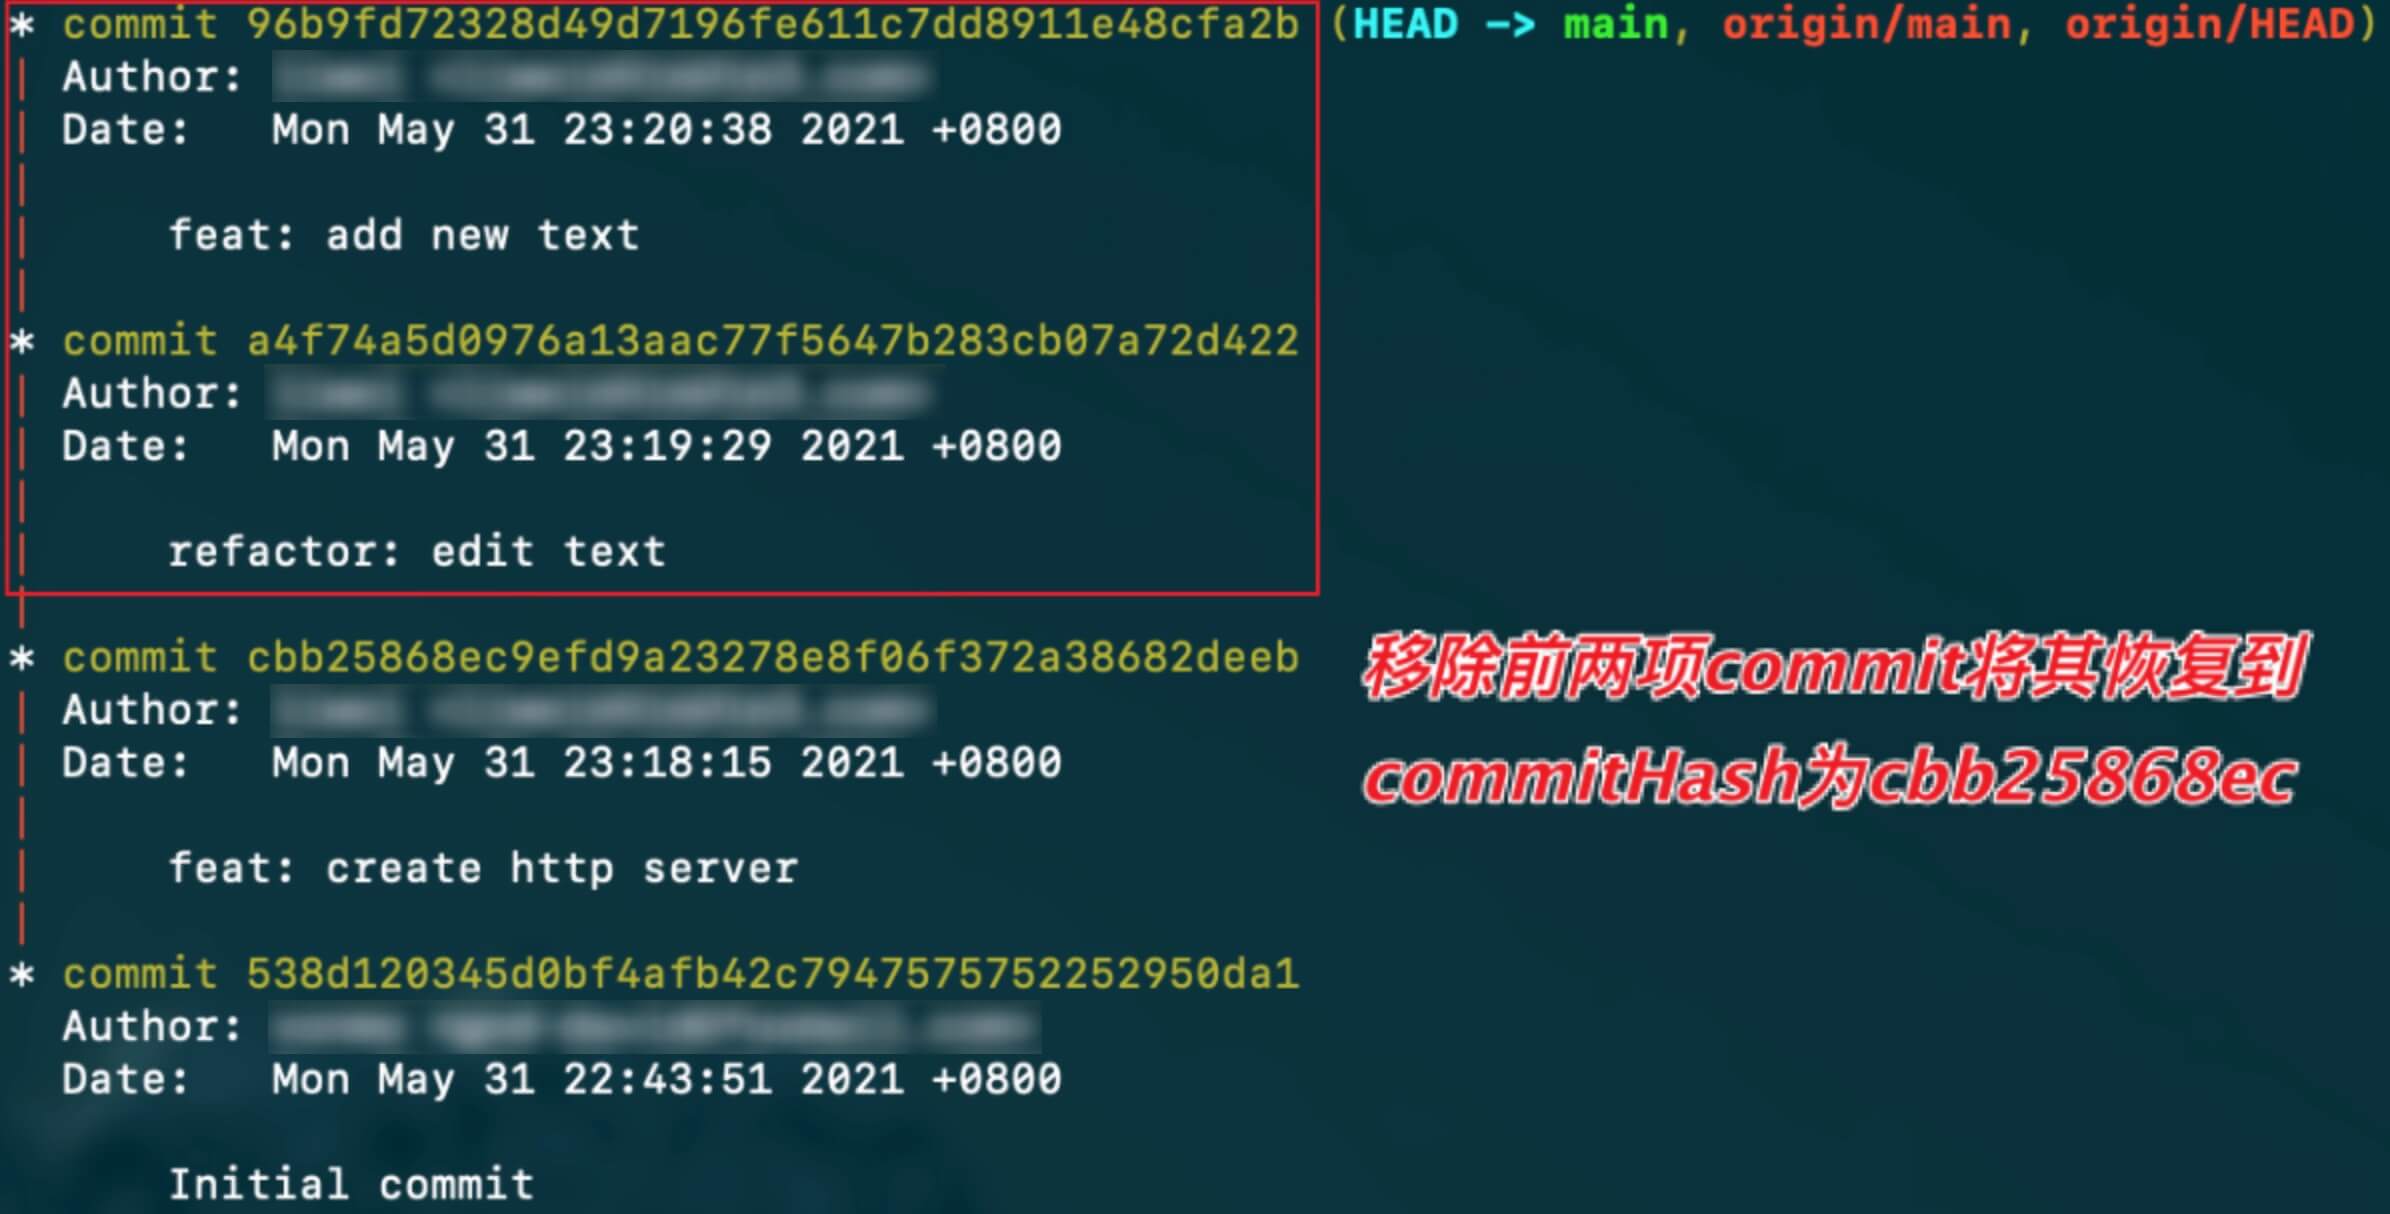 * commit 96b9fd72328d49d7196fe611c7dd8911e48cfa2b (HEAD -> main, origin/main, origin/HEAD)
| Author:
| Date:   Mon May 31 23:20:38 2021 +0800
|
|     feat: add new text
|
* commit a4f74a5d0976a13aac77f5647b283cb07a72d422
| Author:
| Date:   Mon May 31 23:19:29 2021 +0800
|
|     refactor: edit text
|
* commit cbb25868ec9efd9a23278e8f06f372a38682deeb
| Author:
| Date:   Mon May 31 23:18:15 2021 +0800
|
|     feat: create http server
|
* commit 538d120345d0bf4afb42c7947575752252950da1
  Author:
  Date:   Mon May 31 22:43:51 2021 +0800
      Initial commit
移除前两项commit将其恢复到
commitHash为cbb25868ec